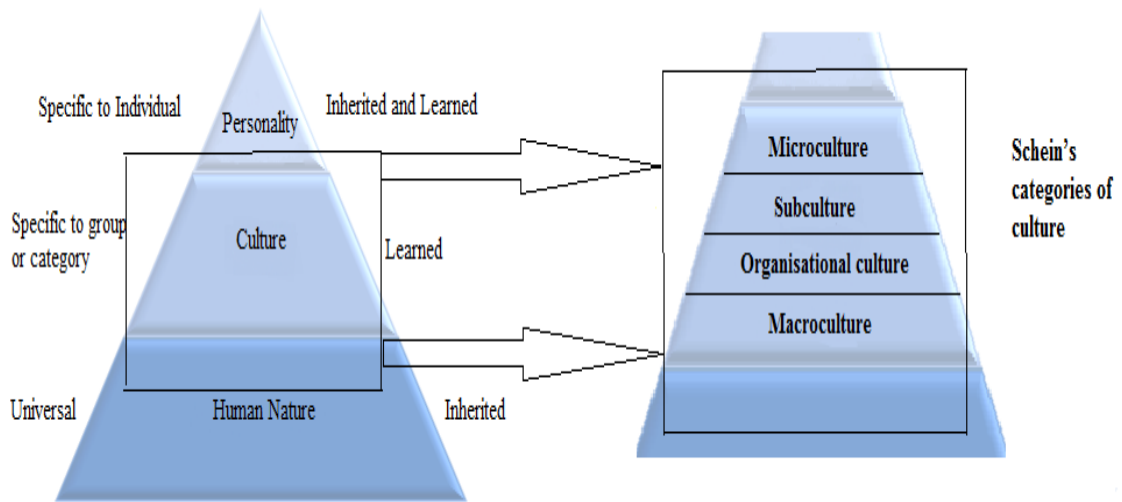 Specific to Individual
Personality
Inherited and Learned
Specific to group
or category
Culture
Learned
Universal
Human Nature
Inherited
Microculture
Subculture
Organisational culture
Macroculture
Schein's
categories of
culture